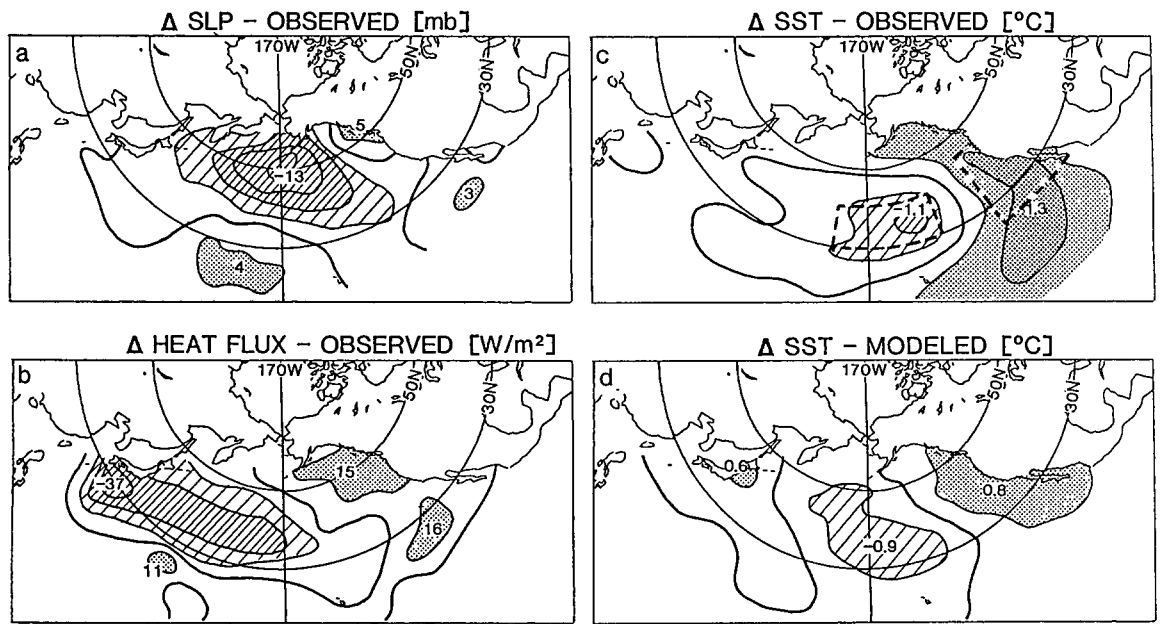 Δ SLP - OBSERVED [mb]
a
170W
50N
30N
5
-13
3
4
Δ SST - OBSERVED [°C]
c
170W
50N
30N
-1.1
1.3
Δ HEAT FLUX - OBSERVED [W/m²]
b
170W
50N
30N
-37
15
16
11
Δ SST - MODELED [°C]
d
170W
50N
30N
0.6
0.8
-0.9